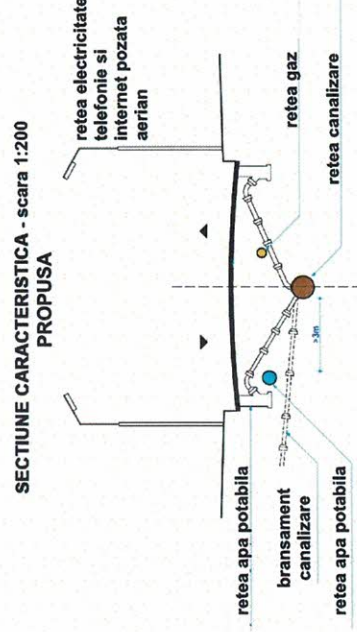 SECTIUNE CARACTERISTICA - scara 1:200
PROPUSA
retea electricitate
telefonie si
internet pozata
aerian
retea gaz
retea canalizare
>3m
retea apa potabila
bransament
canalizare
retea apa potabila